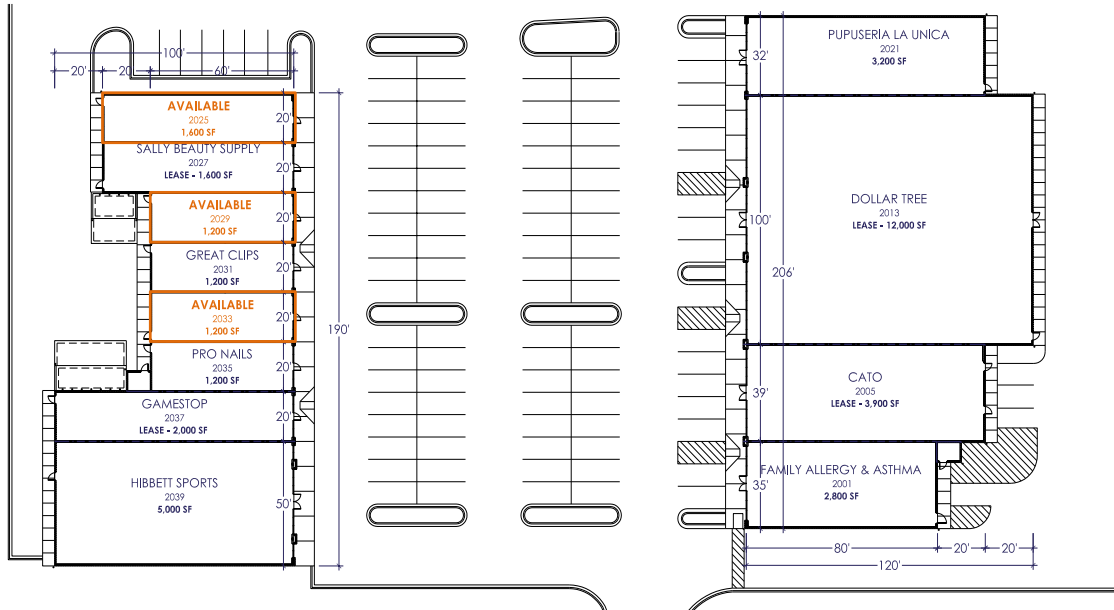 100'
20'
20'
60'
AVAILABLE
2025
1,600 SF
20'
SALLY BEAUTY SUPPLY
2027
LEASE - 1,600 SF
20'
AVAILABLE
2029
1,200 SF
20'
GREAT CLIPS
2031
1,200 SF
20'
AVAILABLE
2033
1,200 SF
20'
190'
PRO NAILS
2035
1,200 SF
20'
GAMESTOP
2037
LEASE - 2,000 SF
20'
HIBBETT SPORTS
2039
5,000 SF
50'
PUPUSERÍA LA UNÍCA
2021
3,200 SF
32'
DOLLAR TREE
2013
LEASE - 12,000 SF
100'
206'
CATO
2005
LEASE - 3,900 SF
39'
FAMILY ALLERGY & ASTHMA
2001
2,800 SF
35'
80'
20'
20'
120'